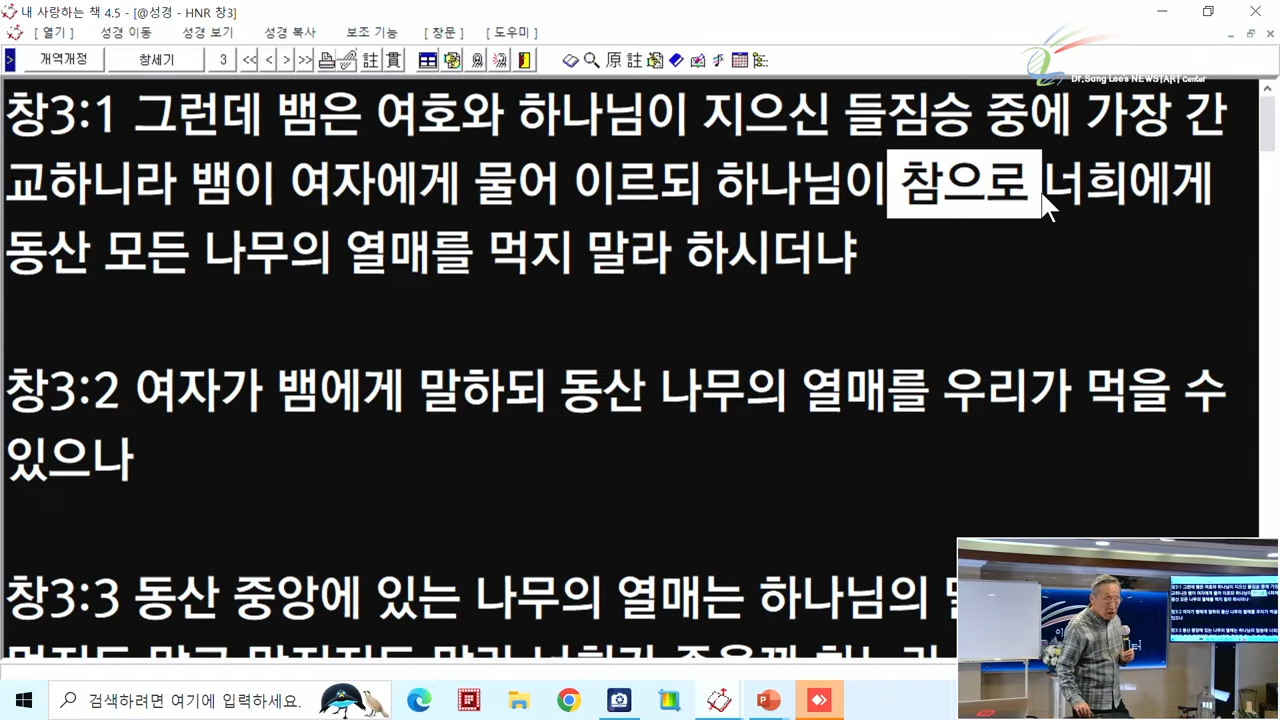 내 사랑하는 책 4.5 - [@성경 - HNR 창3]
[ 열기 ] 성경 이동 성경 보기 성경 복사 보조 기능 [ 창문 ] [ 도우미 ]
> 개역개정 창세기 3 << < > >> 註 貫 原 註
Dr.Sang Lee's NEWSTART Center
창3:1 그런데 뱀은 여호와 하나님이 지으신 들짐승 중에 가장 간
교하니라 뱀이 여자에게 물어 이르되 하나님이 참으로 너희에게
동산 모든 나무의 열매를 먹지 말라 하시더냐
창3:2 여자가 뱀에게 말하되 동산 나무의 열매를 우리가 먹을 수
있으나
창3:3 동산 중앙에 있는 나무의 열매는 하나님의
검색하려면 여기에 입력하세요.